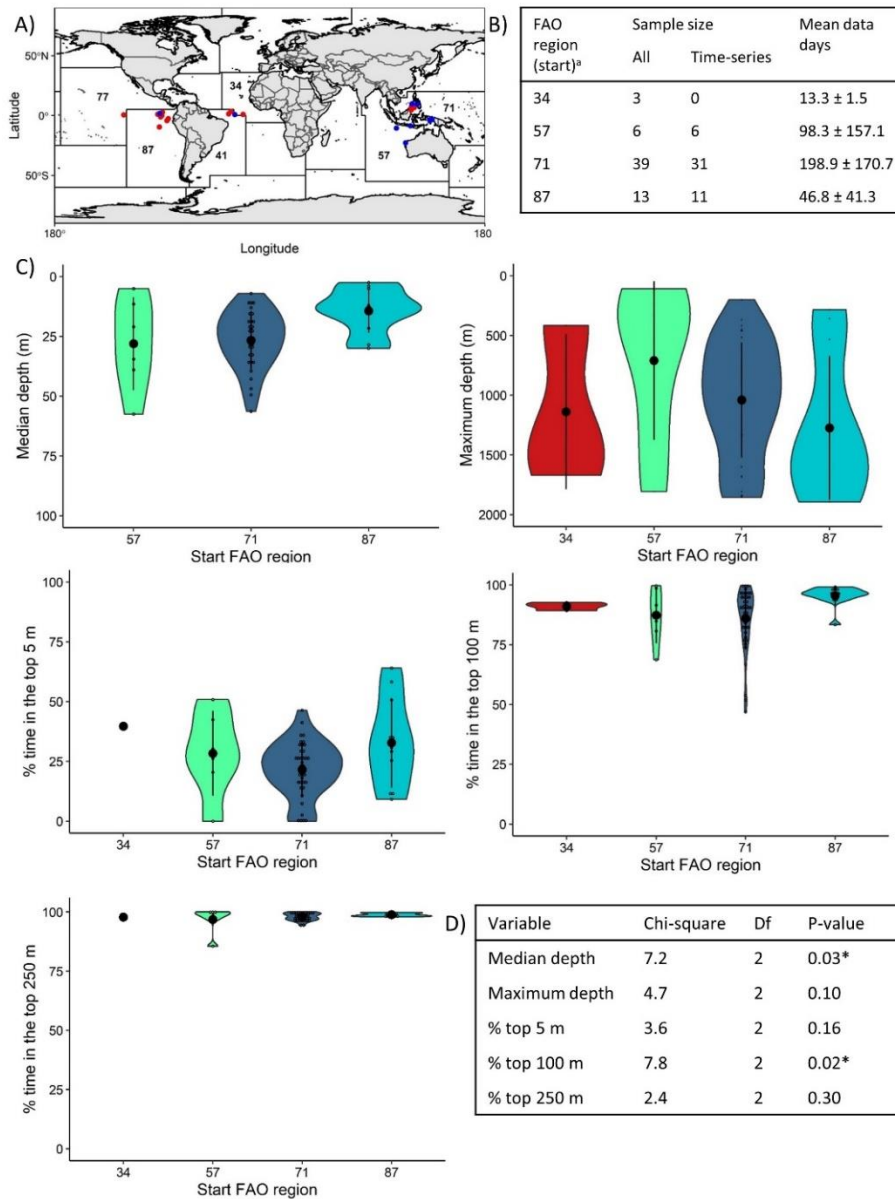 A)
50°N
0°
50°S
Latitude
77
34
71
87
41
57
180°
180°
Longitude
B)
FAO region (start)ᵃ Sample size Mean data days
All Time-series
34 3 0 13.3 ± 1.5
57 6 6 98.3 ± 157.1
71 39 31 198.9 ± 170.7
87 13 11 46.8 ± 41.3
C)
Median depth (m)
0
25
50
75
100
57 71 87
Start FAO region
Maximum depth (m)
0
500
1000
1500
2000
34 57 71 87
Start FAO region
% time in the top 5 m
100
75
50
25
0
34 57 71 87
Start FAO region
% time in the top 100 m
100
75
50
25
0
34 57 71 87
Start FAO region
% time in the top 250 m
100
75
50
25
0
34 57 71 87
Start FAO region
D)
Variable Chi-square Df P-value
Median depth 7.2 2 0.03*
Maximum depth 4.7 2 0.10
% top 5 m 3.6 2 0.16
% top 100 m 7.8 2 0.02*
% top 250 m 2.4 2 0.30